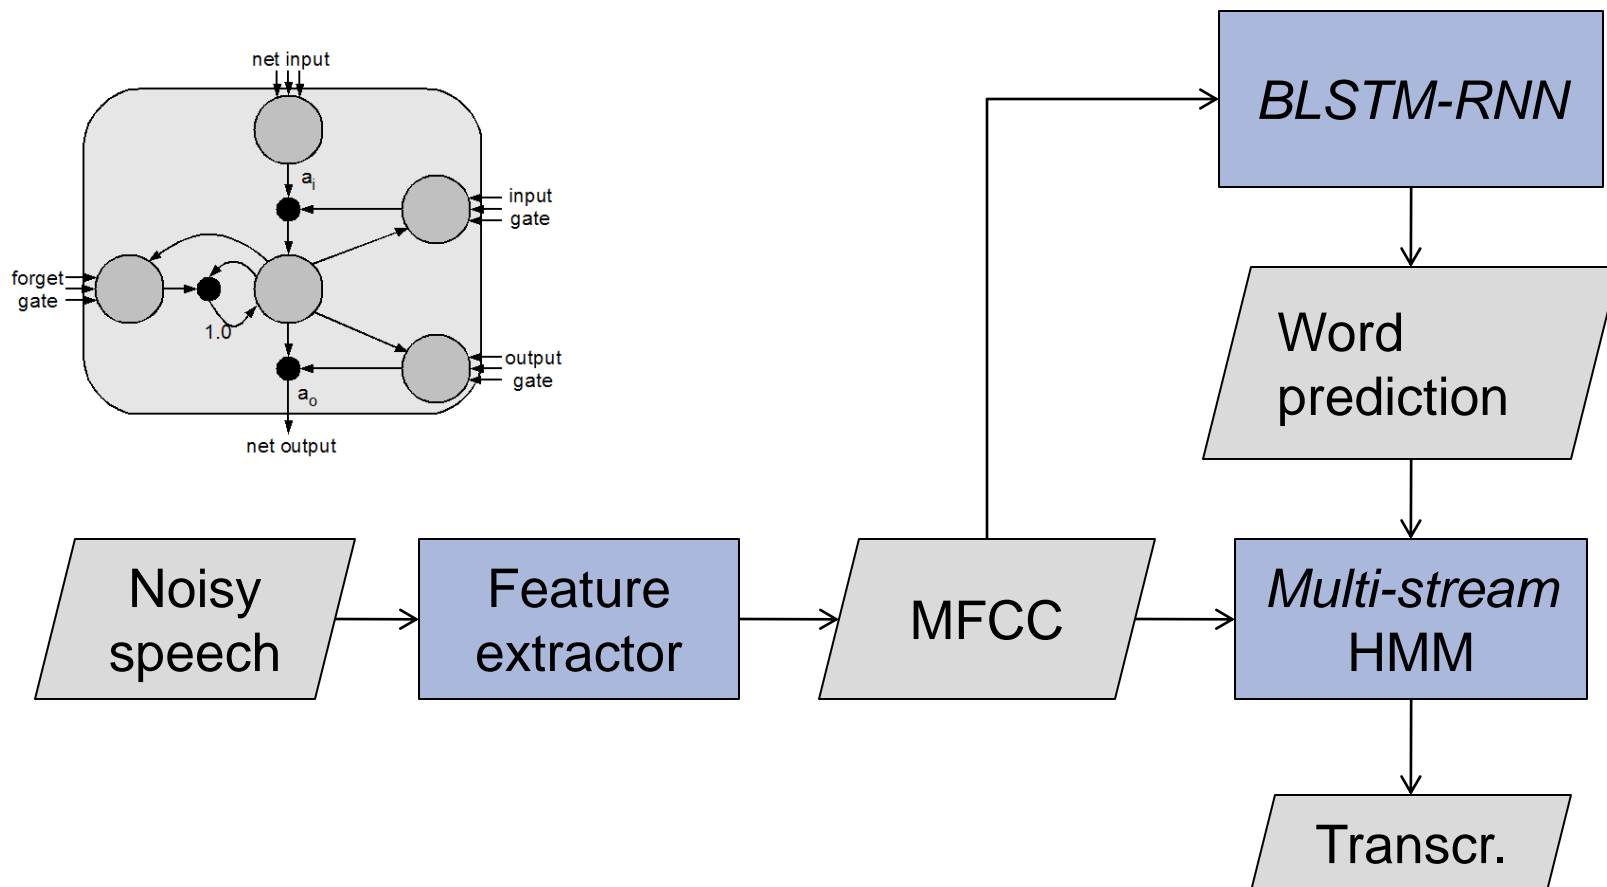 net input
a_i
input
gate
forget
gate
1.0
output
gate
a_o
net output
BLSTM-RNN
Word
prediction
Noisy
speech
Feature
extractor
MFCC
Multi-stream
HMM
Transcr.